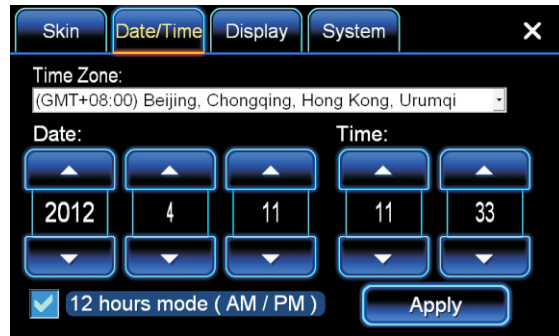 Skin Date/Time Display System
Time Zone:
(GMT+08:00) Beijing, Chongqing, Hong Kong, Urumqi
Date: Time:
2012 4 11 11 33
12 hours mode ( AM / PM ) Apply